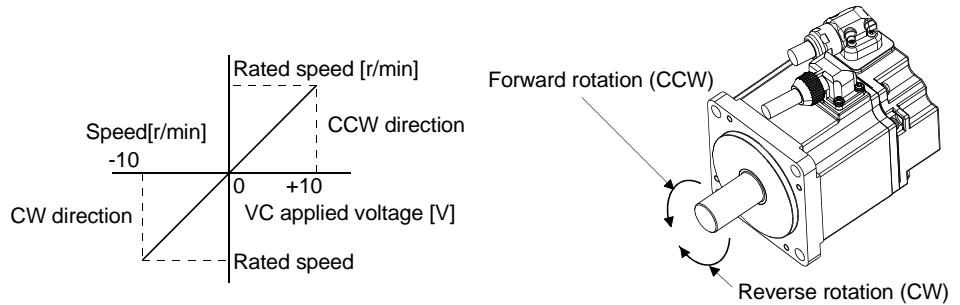 Rated speed [r/min]
Speed[r/min]
CCW direction
-10
0
+10
CW direction
VC applied voltage [V]
Rated speed
Forward rotation (CCW)
Reverse rotation (CW)